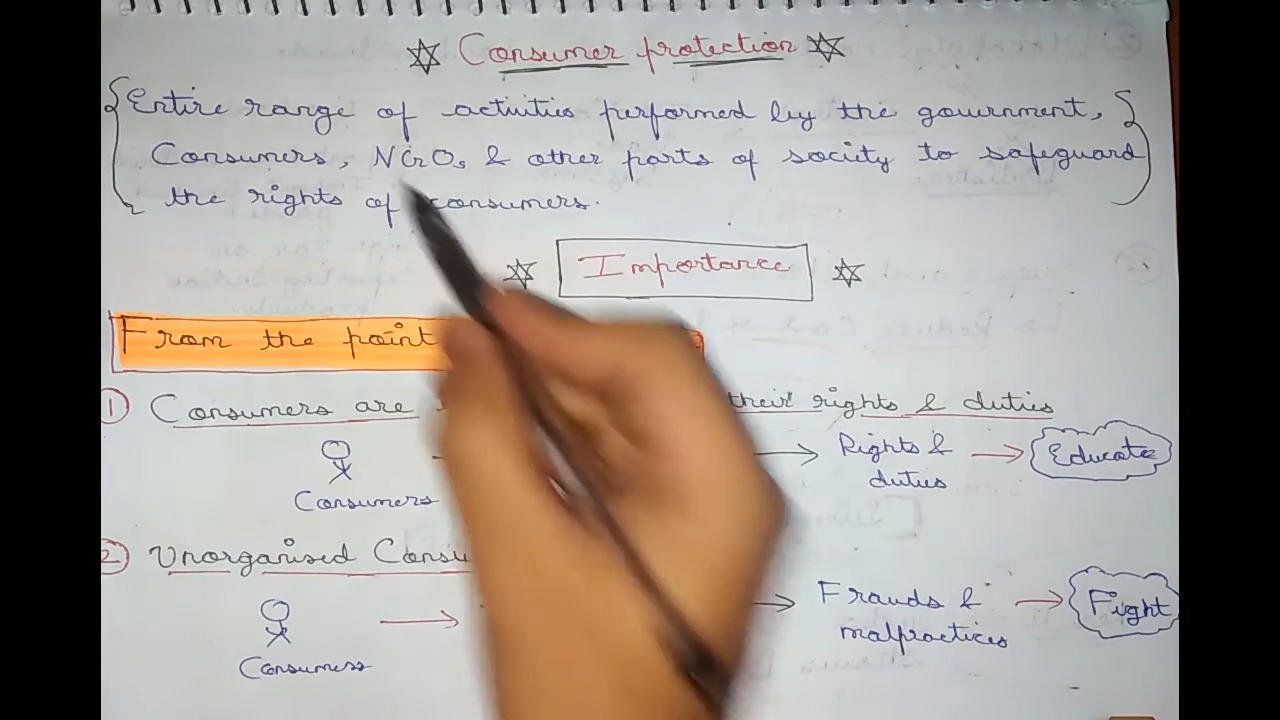 Consumer protection
Entire range of activities performed by the government,
Consumers, NGOs & other parts of society to safeguard
the rights of consumers.
Importance
From the point
1 Consumers are their rights & duties
Rights & duties
Educate
Consumers
2 Unorganised
Frauds & malpractices
Fight
Consumers